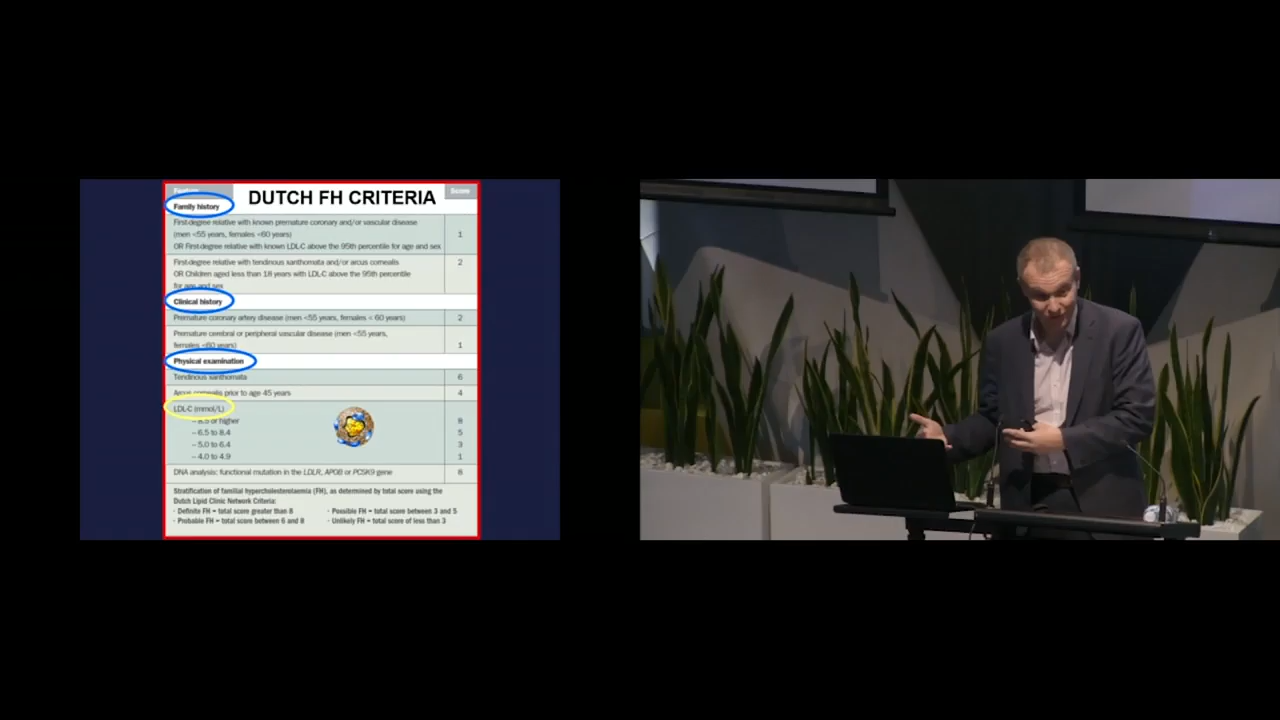 Feature
DUTCH FH CRITERIA
Score
Family history
First-degree relative with known premature coronary and/or vascular disease
(men <55 years, females <60 years)
1
OR First-degree relative with known LDL-C above the 95th percentile for age and sex
First-degree relative with tendinous xanthomata and/or arcus cornealis
2
OR Children aged less than 18 years with LDL-C above the 95th percentile
for age and sex
Clinical history
Premature coronary artery disease (men <55 years, females < 60 years)
2
Premature cerebral or peripheral vascular disease (men <55 years,
females <60 years)
1
Physical examination
Tendinous xanthomata
6
Arcus cornealis prior to age 45 years
4
LDL-C (mmol/L)
– 8.5 or higher
8
– 6.5 to 8.4
5
– 5.0 to 6.4
3
– 4.0 to 4.9
1
DNA analysis: functional mutation in the LDLR, APOB or PCSK9 gene
8
Stratification of familial hypercholesterolaemia (FH), as determined by total score using the
Dutch Lipid Clinic Network Criteria:
· Definite FH = total score greater than 8
· Possible FH = total score between 3 and 5
· Probable FH = total score between 6 and 8
· Unlikely FH = total score of less than 3